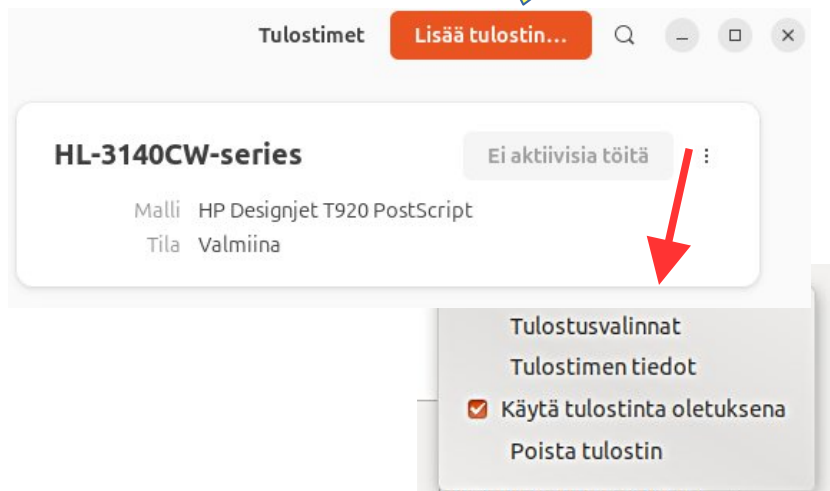 Tulostimet Lisää tulostin...
HL-3140CW-series Ei aktiivisia töitä
Malli HP Designjet T920 PostScript
Tila Valmiina
Tulostusvalinnat
Tulostimen tiedot
Käytä tulostinta oletuksena
Poista tulostin